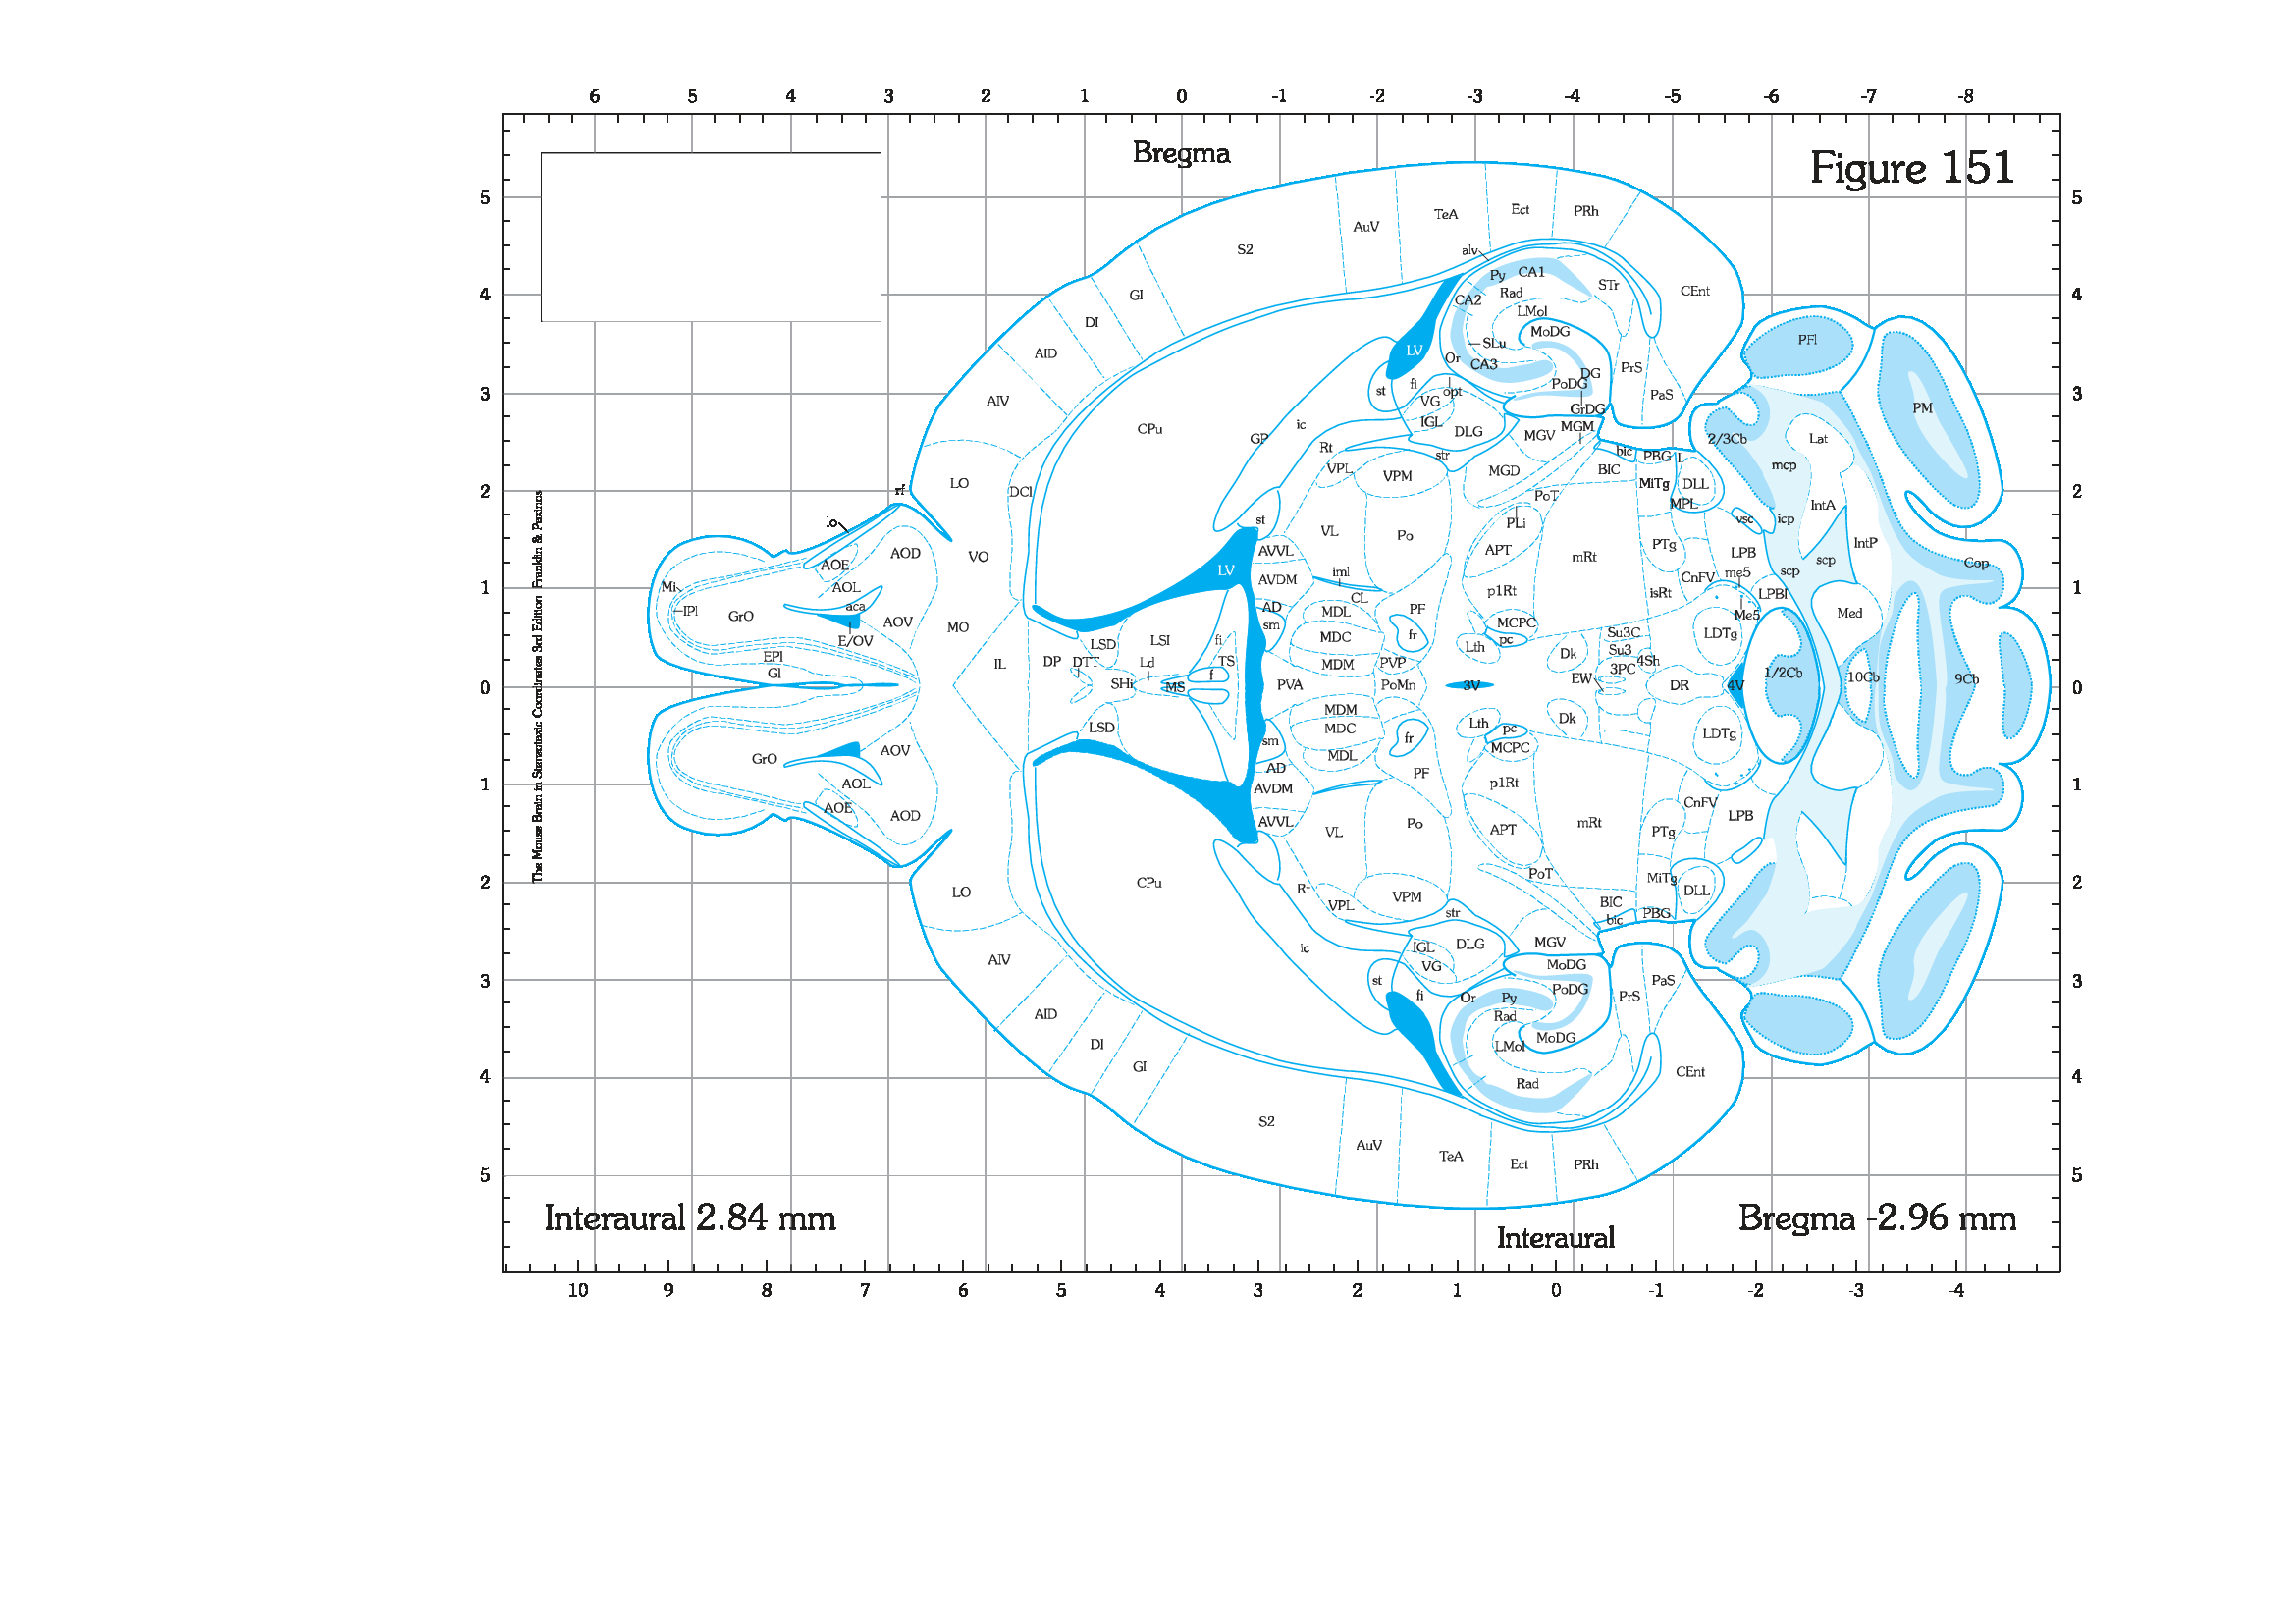 6 5 4 3 2 1 0 -1 -2 -3 -4 -5 -6 -7 -8
Bregma
Figure 151
5 5
TeA Ect PRh
AuV
S2 alv
Py CA1 STr
4 GI CA2 Rad CEnt 4
DI LMol
MoDG PFl
AID LV SLu
Or CA3 PrS
DG
st fi opt PoDG PaS
3 3
AIV VG GrDG PM
CPu ic IGL DLG MGM
GP Rt MGV 2/3Cb Lat
str bic PBG ll
VPL VPM MGD BIC mcp
LO DCl MiTg DLL
2 rf PoT MPL 2
lo st PLi IntA
vsc icp
VO VL Po
AOD AVVL APT mRt PTg LPB IntP
AOE LV iml scp scp Cop
AVDM CnFV me5
1 Mi AOL CL p1Rt isRt LPBl 1
IPl aca AD MDL PF Me5 Med
GrO AOV MO sm MCPC
E/OV LSD LSI fi MDC fr pc Su3C LDTg
EPl IL DP DTT Ld TS MDM PVP Lth Dk Su3 4Sh
Gl f 3PC 1/2Cb 10Cb 9Cb
0 SHi MS PVA PoMn 3V EW DR 4V 0
MDM Dk
LSD sm MDC fr Lth pc LDTg
GrO AOV MDL MCPC
AD PF
1 AOL AVDM p1Rt 1
AOE AOD AVVL VL Po APT mRt CnFV LPB
PTg
2 CPu Rt PoT MiTg 2
LO VPL VPM BIC DLL
str bic PBG
ic IGL DLG MGV
AIV VG MoDG
3 st fi Or Py PoDG PrS PaS 3
AID Rad
DI LMol MoDG
GI
4 Rad CEnt 4
S2
AuV TeA Ect PRh
5 5
Interaural 2.84 mm
Bregma -2.96 mm
Interaural
10 9 8 7 6 5 4 3 2 1 0 -1 -2 -3 -4
The Mouse Brain in Stereotaxic Coordinates 3rd Edition Franklin & Paxinos